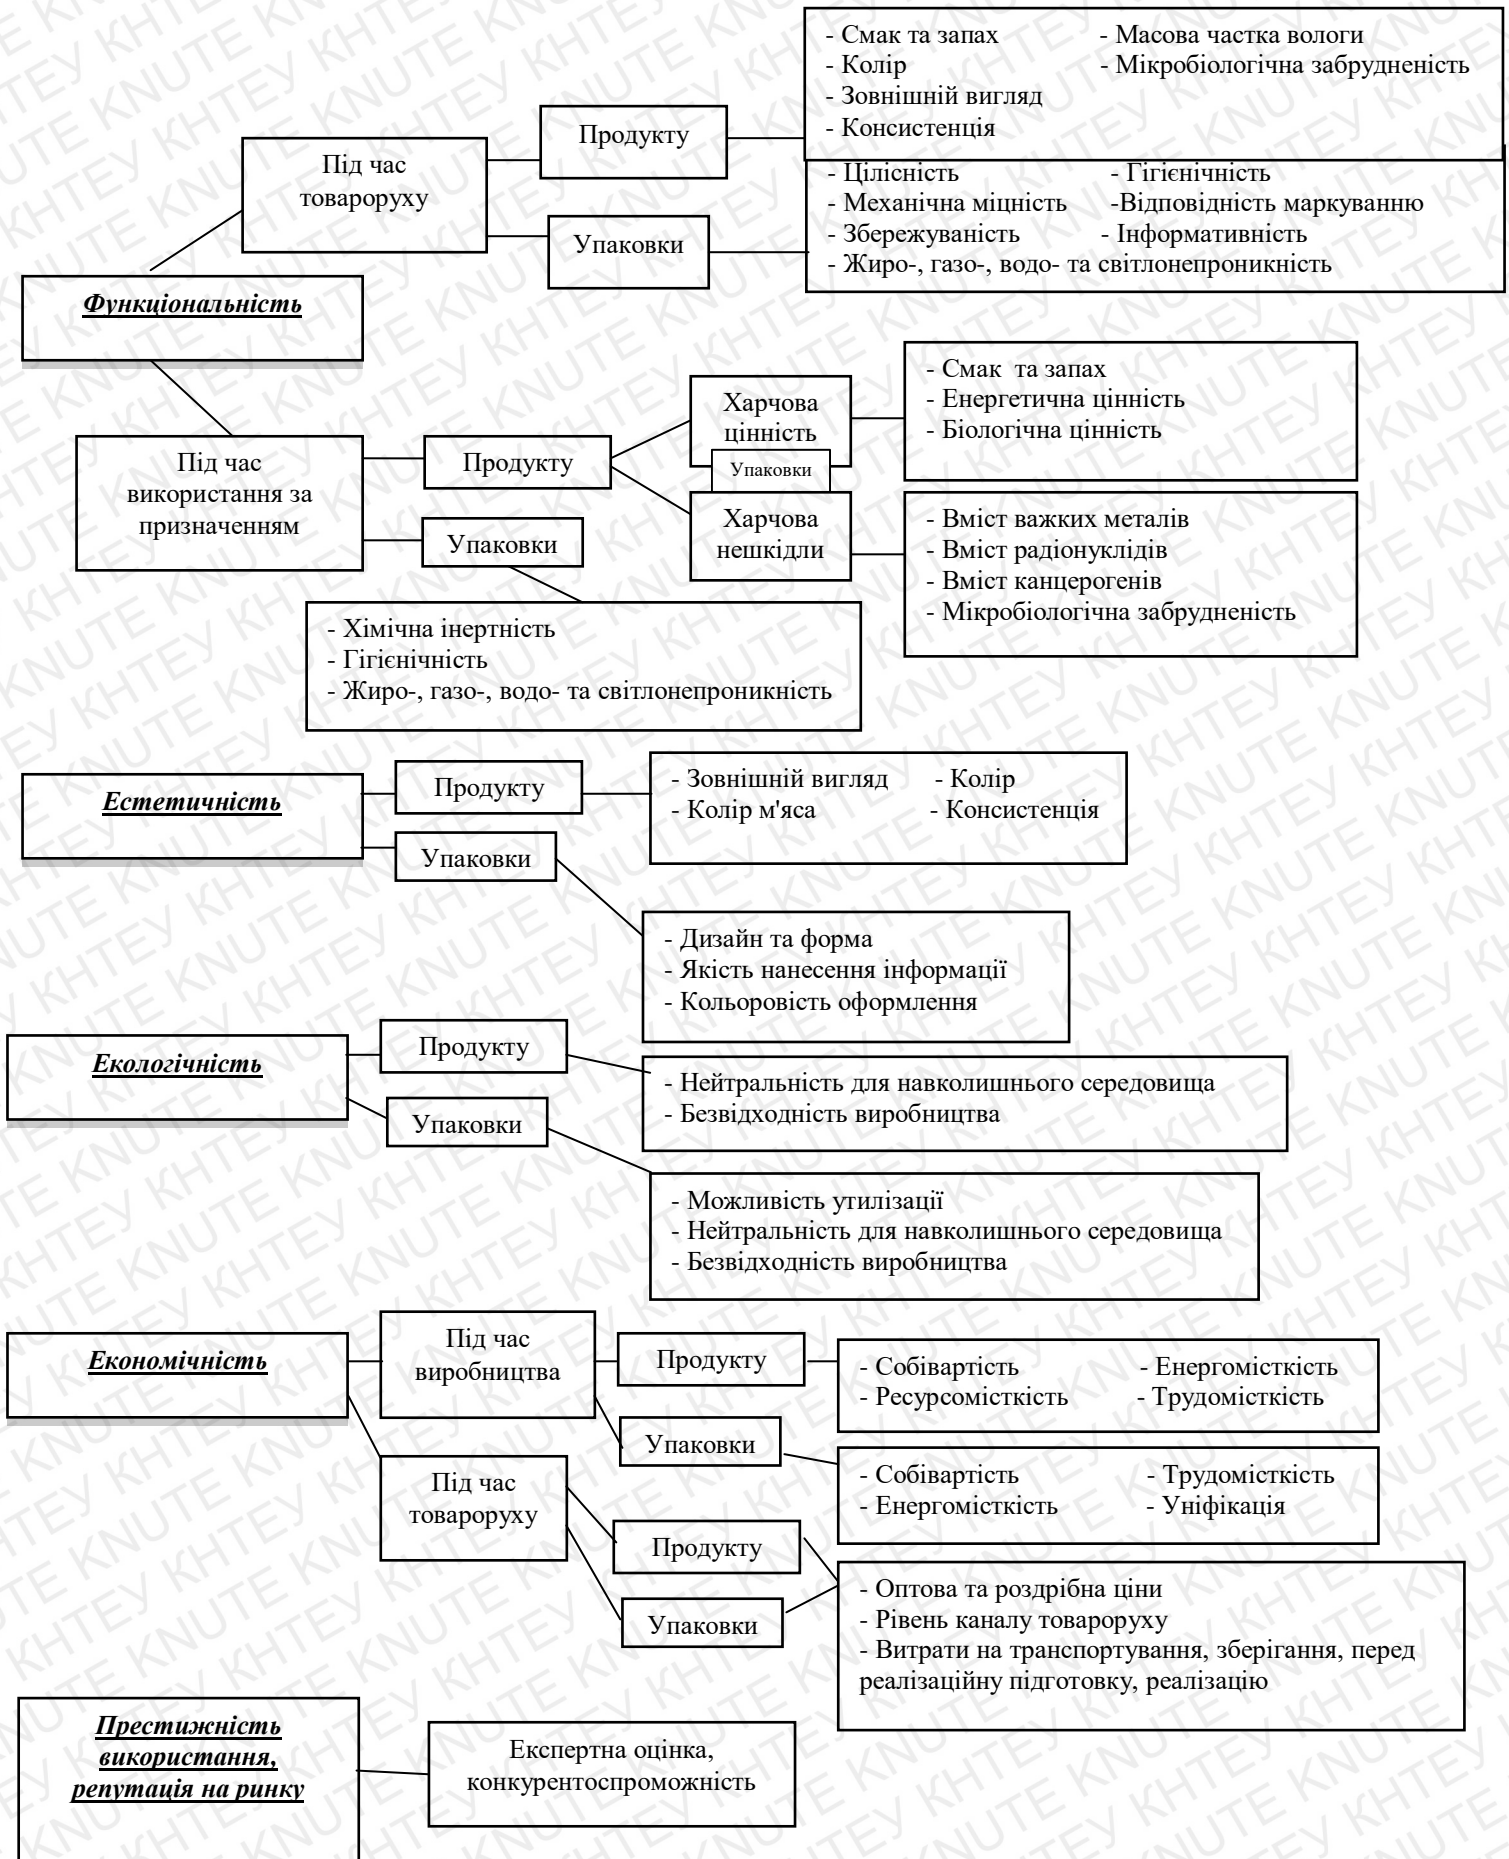 - Смак та запах - Масова частка вологи
- Колір - Мікробіологічна забрудненість
- Зовнішній вигляд
- Консистенція
Продукту
Під час
товароруху
- Цілісність - Гігієнічність
- Механічна міцність -Відповідність маркуванню
- Збережуваність - Інформативність
- Жиро-, газо-, водо- та світлонепроникність
Упаковки
Функціональність
Під час
використання за
призначенням
Продукту
Харчова
цінність
- Смак та запах
- Енергетична цінність
- Біологічна цінність
Упаковки
Харчова
нешкідли
- Вміст важких металів
- Вміст радіонуклідів
- Вміст канцерогенів
- Мікробіологічна забрудненість
Упаковки
- Хімічна інертність
- Гігієнічність
- Жиро-, газо-, водо- та світлонепроникність
Естетичність
Продукту
- Зовнішній вигляд - Колір
- Колір м'яса - Консистенція
Упаковки
- Дизайн та форма
- Якість нанесення інформації
- Кольоровість оформлення
Екологічність
Продукту
- Нейтральність для навколишнього середовища
- Безвідходність виробництва
Упаковки
- Можливість утилізації
- Нейтральність для навколишнього середовища
- Безвідходність виробництва
Економічність
Під час
виробництва
Продукту
- Собівартість - Енергомісткість
- Ресурсомісткість - Трудомісткість
Упаковки
- Собівартість - Трудомісткість
- Енергомісткість - Уніфікація
Під час
товароруху
Продукту
Упаковки
- Оптова та роздрібна ціни
- Рівень каналу товароруху
- Витрати на транспортування, зберігання, перед
реалізаційну підготовку, реалізацію
Престижність
використання,
репутація на ринку
Експертна оцінка,
конкурентоспроможність